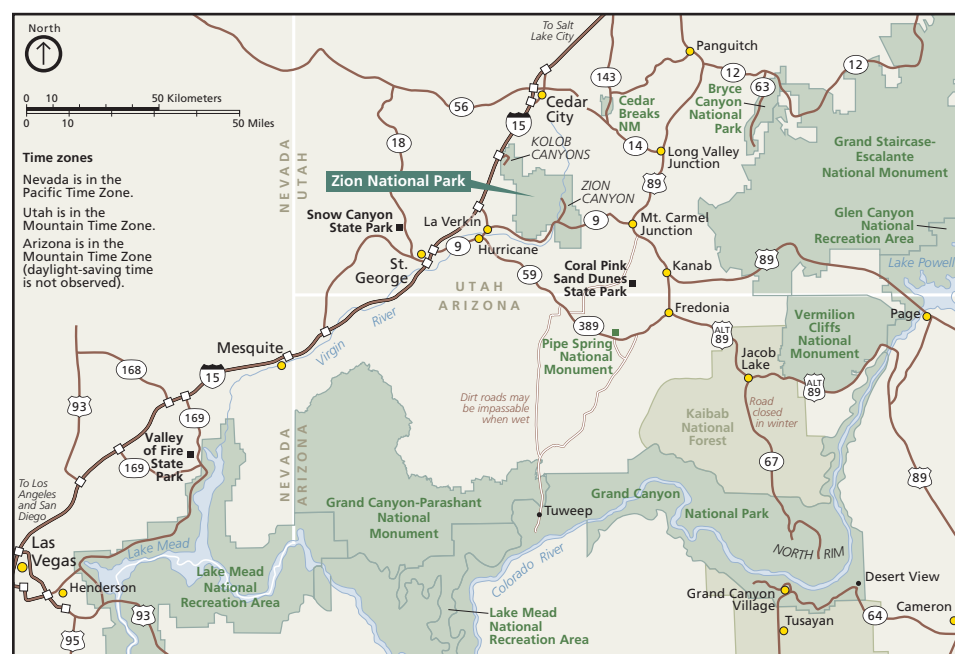 North
0 10 50 Kilometers
0 10 50 Miles
Time zones
Nevada is in the
Pacific Time Zone.
Utah is in the
Mountain Time Zone.
Arizona is in the
Mountain Time Zone
(daylight-saving time
is not observed).
To Salt
Lake City
Panguitch
143
12
12
63
Bryce
Canyon
National
Park
56
Cedar
City
Cedar
Breaks
NM
15
14
Long Valley
Junction
Grand Staircase-
Escalante
National Monument
18
KOLOB
CANYONS
NEVADA
UTAH
Zion National Park
ZION
CANYON
89
Snow Canyon
State Park
La Verkin
9
Mt. Carmel
Junction
Glen Canyon
National
Recreation Area
9
Hurricane
St.
George
59
Coral Pink
Sand Dunes
State Park
Kanab
89
Lake Powell
UTAH
ARIZONA
Virgin
River
Fredonia
389
ALT
89
Vermilion
Cliffs
National
Monument
Page
Pipe Spring
National
Monument
Mesquite
15
168
Jacob
Lake
ALT
89
93
169
Dirt roads may
be impassable
when wet
Road
closed
in winter
Kaibab
National
Forest
Valley
of Fire
State
Park
169
NEVADA
ARIZONA
67
89
To Los
Angeles
and San
Diego
Grand Canyon-Parashant
National
Monument
Tuweep
Grand Canyon
National Park
NORTH RIM
Las
Vegas
Lake Mead
Lake Mead
National
Recreation Area
Colorado River
Henderson
Desert View
Grand Canyon
Village
93
Lake Mead
National
Recreation Area
Tusayan
64
Cameron
95